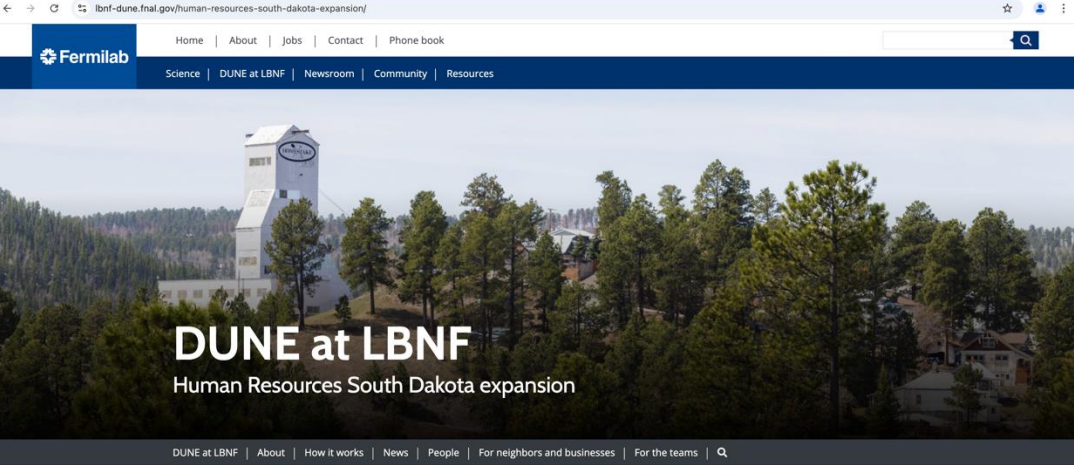 lbnf-dune.fnal.gov/human-resources-south-dakota-expansion/
Home | About | Jobs | Contact | Phone book
Fermilab
Science | DUNE at LBNF | Newsroom | Community | Resources
HOMESTAKE
DUNE at LBNF
Human Resources South Dakota expansion
DUNE at LBNF | About | How it works | News | People | For neighbors and businesses | For the teams |